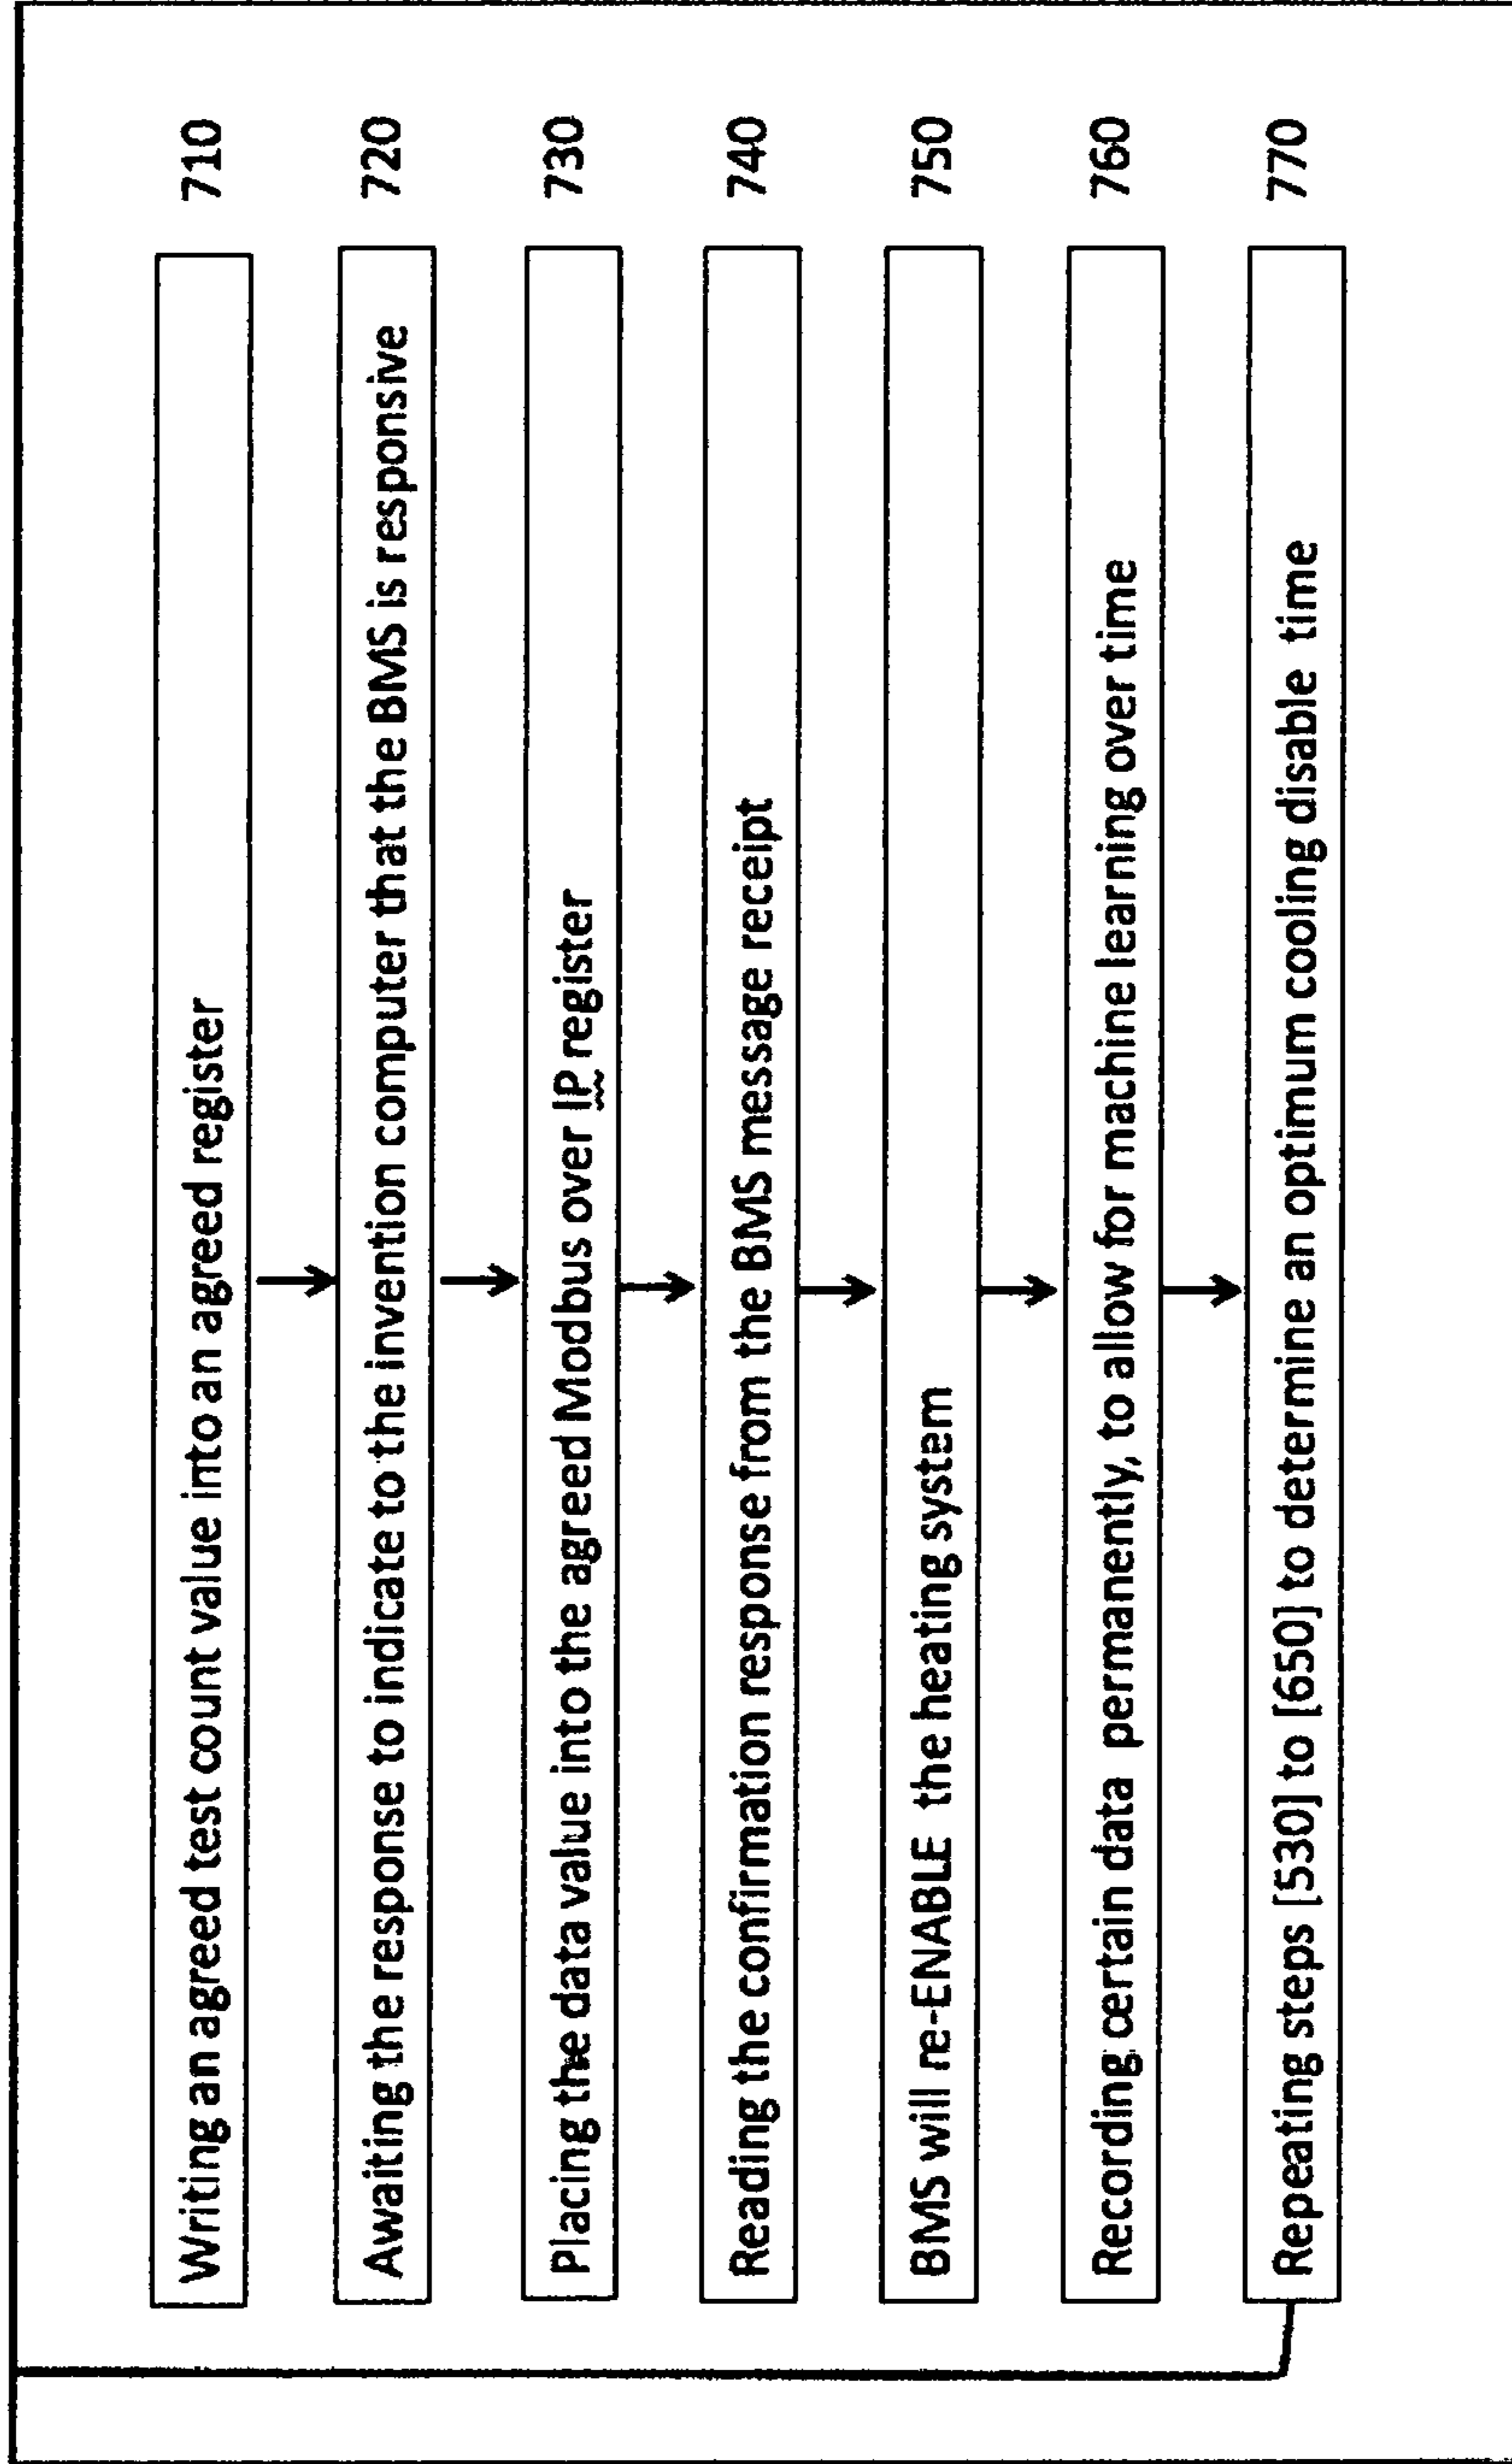 Writing an agreed test count value into an agreed register 710
Awaiting the response to indicate to the invention computer that the BMS is responsive 720
Placing the data value into the agreed Modbus over IP register 730
Reading the confirmation response from the BMS message receipt 740
BMS will re-ENABLE the heating system 750
Recording certain data permanently, to allow for machine learning over time 760
Repeating steps [530] to [650] to determine an optimum cooling disable time 770